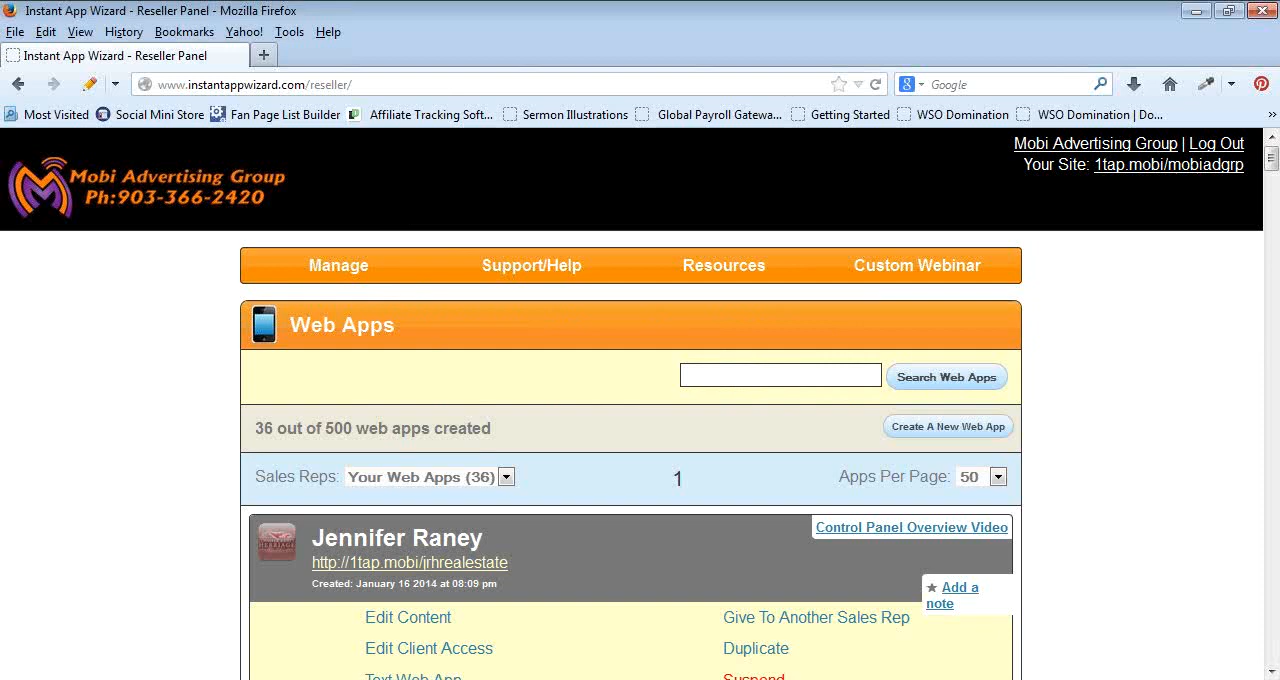 Instant App Wizard - Reseller Panel - Mozilla Firefox
File Edit View History Bookmarks Yahoo! Tools Help
Instant App Wizard - Reseller Panel +
www.instantappwizard.com/reseller/ Google
Most Visited Social Mini Store Fan Page List Builder Affiliate Tracking Soft... Sermon Illustrations Global Payroll Gatewa... Getting Started WSO Domination WSO Domination | Do... »
Mobi Advertising Group | Log Out
Your Site: 1tap.mobi/mobiadgrp
Mobi Advertising Group
Ph:903-366-2420
Manage Support/Help Resources Custom Webinar
Web Apps
Search Web Apps
36 out of 500 web apps created Create A New Web App
Sales Reps: Your Web Apps (36) 1 Apps Per Page: 50
Jennifer Raney Control Panel Overview Video
http://1tap.mobi/jrhrealestate
Created: January 16 2014 at 08:09 pm
★ Add a
note
Edit Content Give To Another Sales Rep
Edit Client Access Duplicate
Text Web App Suspend